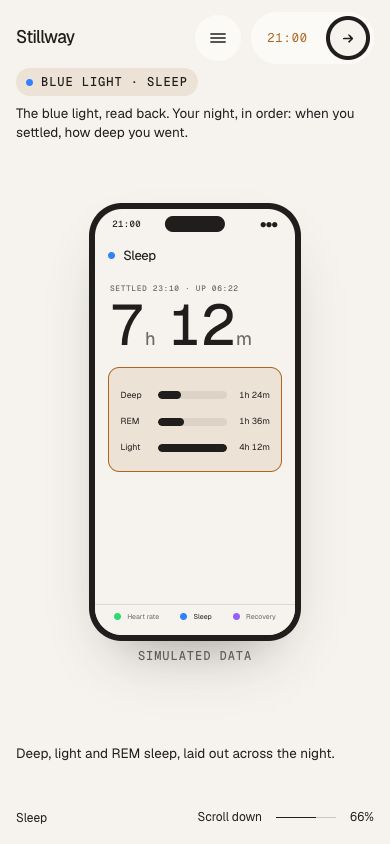 Stillway
21:00
BLUE LIGHT · SLEEP
The blue light, read back. Your night, in order: when you
settled, how deep you went.
21:00
Sleep
SETTLED 23:10 · UP 06:22
7h 12m
Deep 1h 24m
REM 1h 36m
Light 4h 12m
Heart rate Sleep Recovery
SIMULATED DATA
Deep, light and REM sleep, laid out across the night.
Sleep Scroll down 66%